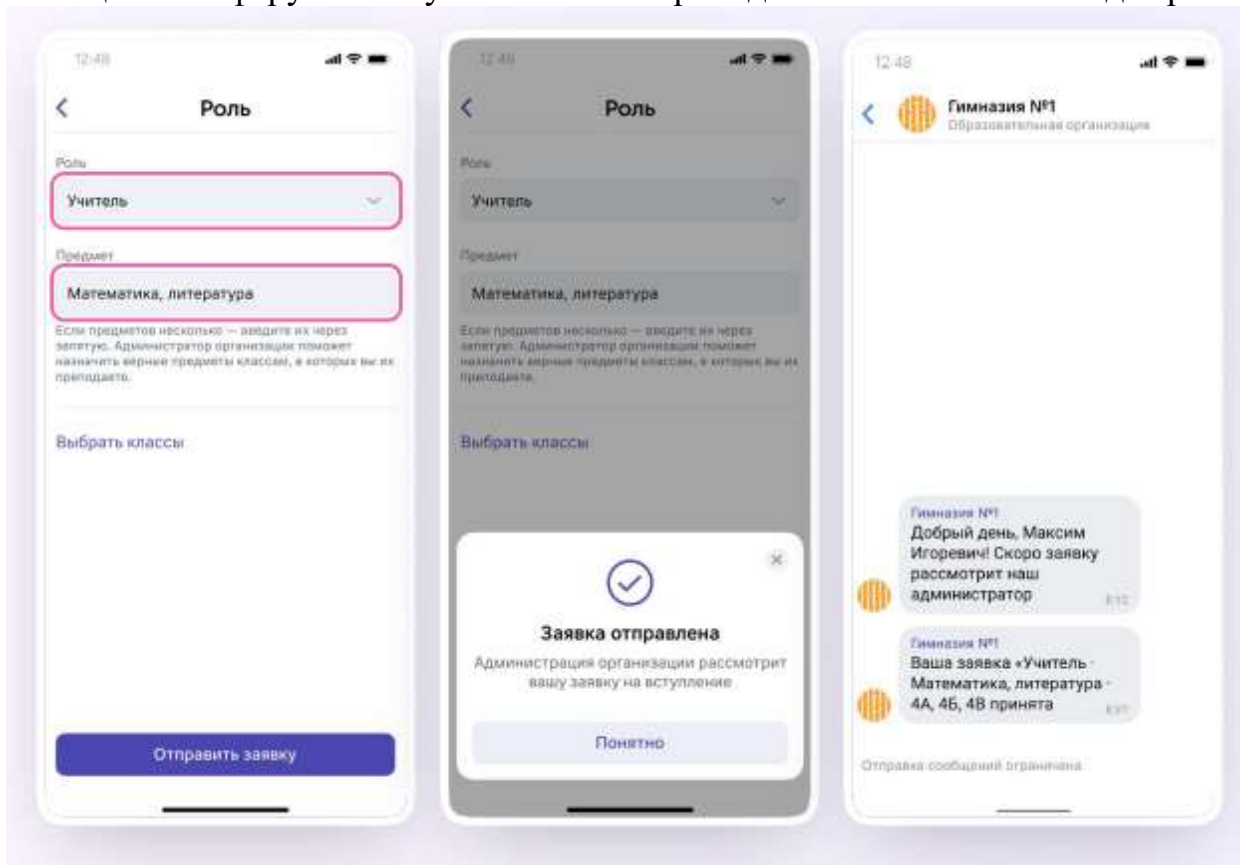 12:48
Роль
Роль
Учитель
Предмет
Математика, литература
Если предметов несколько — введите их через
запятую. Администратор организации поможет
назначить верные предметы классам, в которых вы их
преподаете.
Выбрать классы
Отправить заявку
12:48
Роль
Роль
Учитель
Предмет
Математика, литература
Если предметов несколько — введите их через
запятую. Администратор организации поможет
назначить верные предметы классам, в которых вы их
преподаете.
Выбрать классы
Заявка отправлена
Администрация организации рассмотрит
вашу заявку на вступление
Понятно
12:48
Гимназия №1
Образовательная организация
Гимназия №1
Добрый день, Максим
Игоревич! Скоро заявку
рассмотрит наш
администратор
Гимназия №1
Ваша заявка «Учитель ·
Математика, литература ·
4А, 4Б, 4В принята
Отправка сообщений ограничена